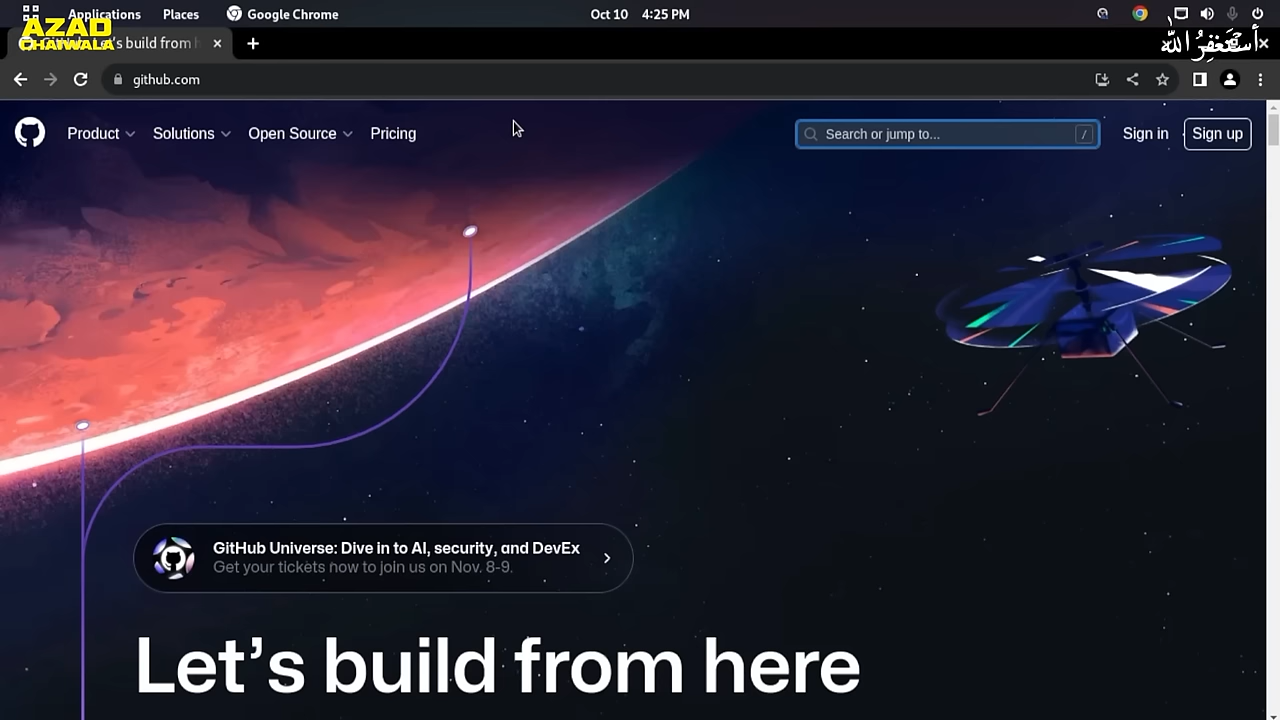 Applications Places Google Chrome Oct 10 4:25 PM
AZAD
CHAIWALA
Let's build from h
أستغفر الله
github.com
Product Solutions Open Source Pricing Search or jump to... / Sign in Sign up
GitHub Universe: Dive in to AI, security, and DevEx
Get your tickets now to join us on Nov. 8-9.
Let’s build from here